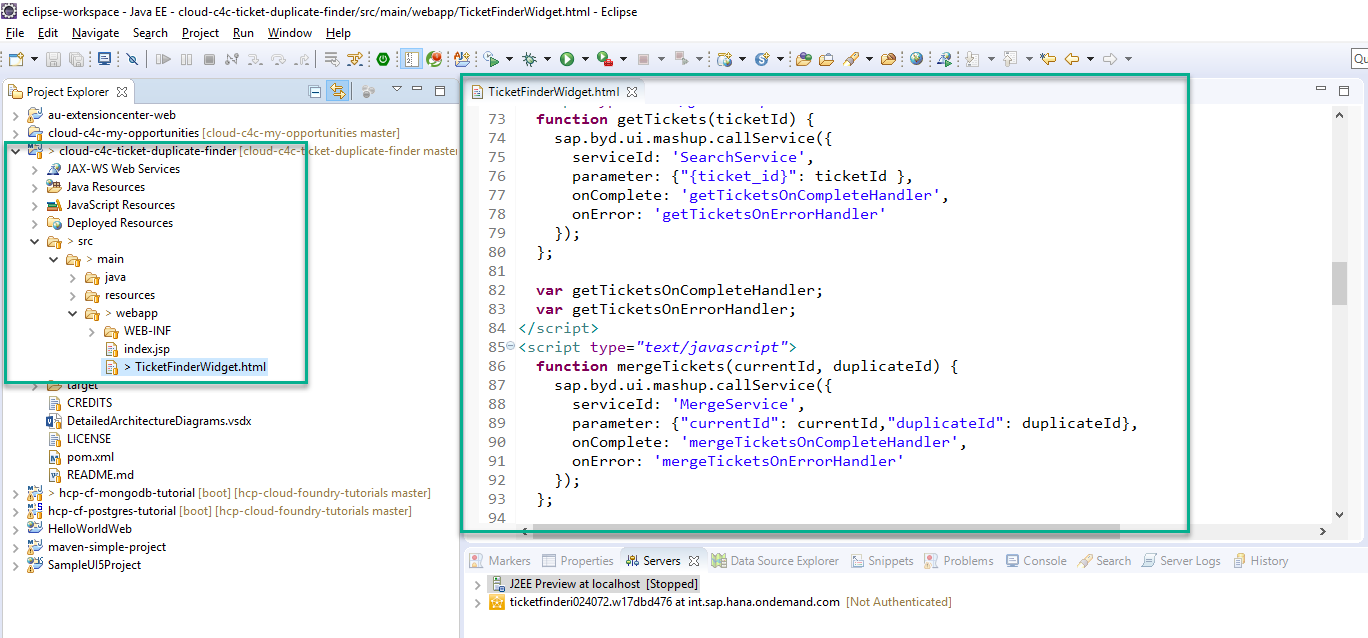 eclipse-workspace - Java EE - cloud-c4c-ticket-duplicate-finder/src/main/webapp/TicketFinderWidget.html - Eclipse
File Edit Navigate Search Project Run Window Help
Qu
Project Explorer
au-extensioncenter-web
cloud-c4c-my-opportunities [cloud-c4c-my-opportunities master]
> cloud-c4c-ticket-duplicate-finder [cloud-c4c-ticket-duplicate-finder master
JAX-WS Web Services
Java Resources
JavaScript Resources
Deployed Resources
> src
> main
java
resources
> webapp
WEB-INF
index.jsp
> TicketFinderWidget.html
target
CREDITS
DetailedArchitectureDiagrams.vsdx
LICENSE
pom.xml
README.md
> hcp-cf-mongodb-tutorial [boot] [hcp-cloud-foundry-tutorials master]
hcp-cf-postgres-tutorial [boot] [hcp-cloud-foundry-tutorials master]
HelloWorldWeb
maven-simple-project
SampleUI5Project
TicketFinderWidget.html
73 function getTickets(ticketId) {
74 sap.byd.ui.mashup.callService({
75 serviceId: 'SearchService',
76 parameter: {"{ticket_id}": ticketId },
77 onComplete: 'getTicketsOnCompleteHandler',
78 onError: 'getTicketsOnErrorHandler'
79 });
80 };
81
82 var getTicketsOnCompleteHandler;
83 var getTicketsOnErrorHandler;
84 </script>
85 <script type="text/javascript">
86 function mergeTickets(currentId, duplicateId) {
87 sap.byd.ui.mashup.callService({
88 serviceId: 'MergeService',
89 parameter: {"currentId": currentId,"duplicateId": duplicateId},
90 onComplete: 'mergeTicketsOnCompleteHandler',
91 onError: 'mergeTicketsOnErrorHandler'
92 });
93 };
94
Markers Properties Servers Data Source Explorer Snippets Problems Console Search Server Logs History
J2EE Preview at localhost [Stopped]
ticketfinderi024072.w17dbd476 at int.sap.hana.ondemand.com [Not Authenticated]